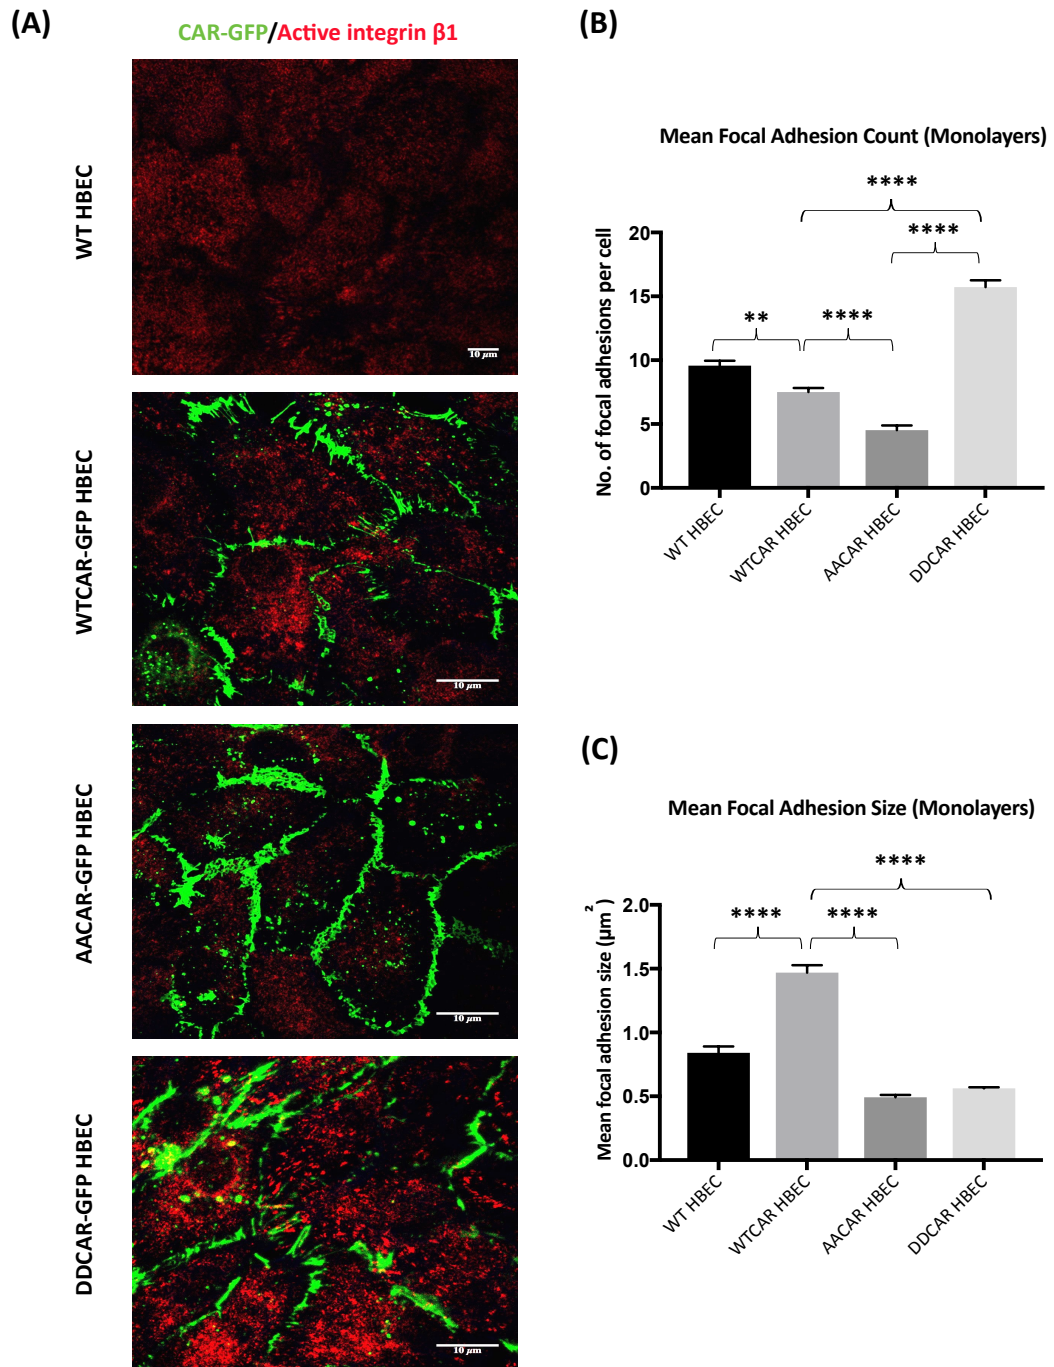 (A)
CAR-GFP/Active integrin β1
WT HBEC
10 µm
WTCAR-GFP HBEC
10 µm
AACAR-GFP HBEC
10 µm
DDCAR-GFP HBEC
10 µm
(B)
Mean Focal Adhesion Count (Monolayers)
****
****
** ****
No. of focal adhesions per cell
20
15
10
5
0
WT HBEC
WTCAR HBEC
AACAR HBEC
DDCAR HBEC
(C)
Mean Focal Adhesion Size (Monolayers)
****
**** ****
Mean focal adhesion size (µm²)
2.0
1.5
1.0
0.5
0.0
WT HBEC
WTCAR HBEC
AACAR HBEC
DDCAR HBEC